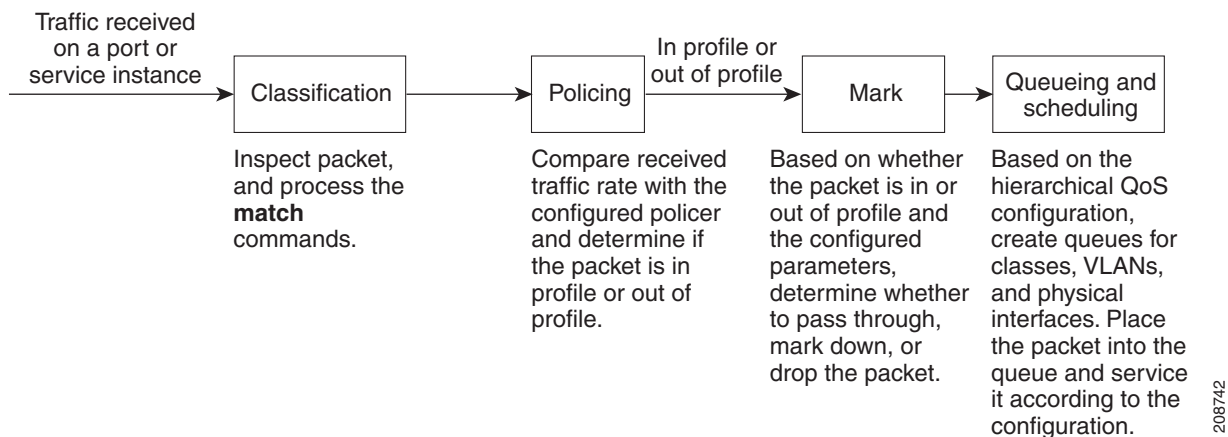 Traffic received
on a port or
service instance
Classification
Policing
In profile or
out of profile
Mark
Queueing and
scheduling
Inspect packet,
and process the
match
commands.
Compare received
traffic rate with the
configured policer
and determine if
the packet is in
profile or out of
profile.
Based on whether
the packet is in or
out of profile and
the configured
parameters,
determine whether
to pass through,
mark down, or
drop the packet.
Based on the
hierarchical QoS
configuration,
create queues for
classes, VLANs,
and physical
interfaces. Place
the packet into the
queue and service
it according to the
configuration.
208742